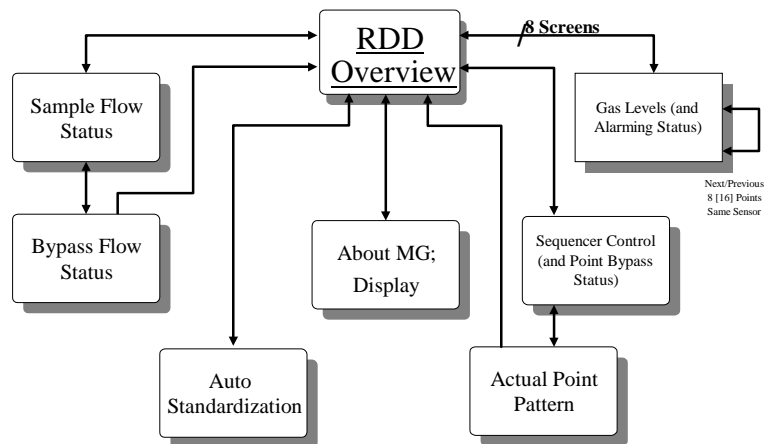 RDD
Overview
8 Screens
Sample Flow
Status
Gas Levels (and
Alarming Status)
Next/Previous
8 [16] Points
Same Sensor
Bypass Flow
Status
About MG;
Display
Sequencer Control
(and Point Bypass
Status)
Auto
Standardization
Actual Point
Pattern